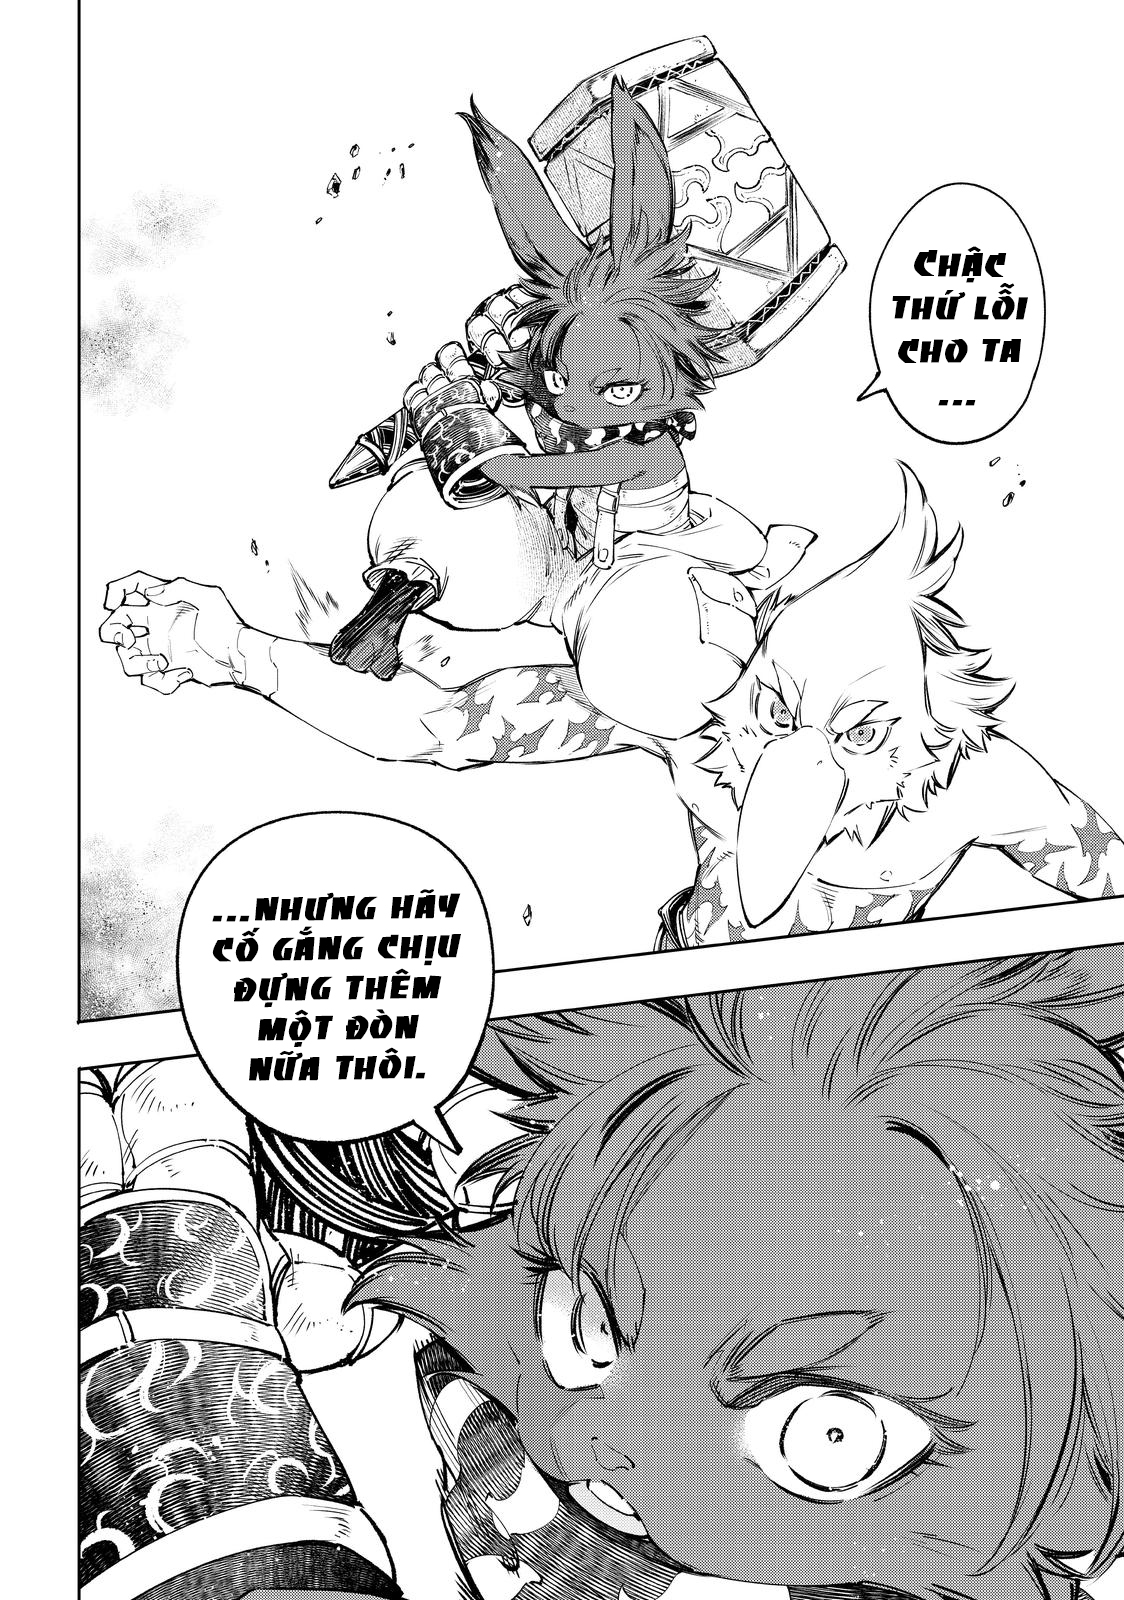 CHẬC
THỨ LỖI
CHO TA
...
...NHƯNG HÃY
CỐ GẮNG CHỊU
ĐỰNG THÊM
MỘT ĐÒN
NỮA THÔI.